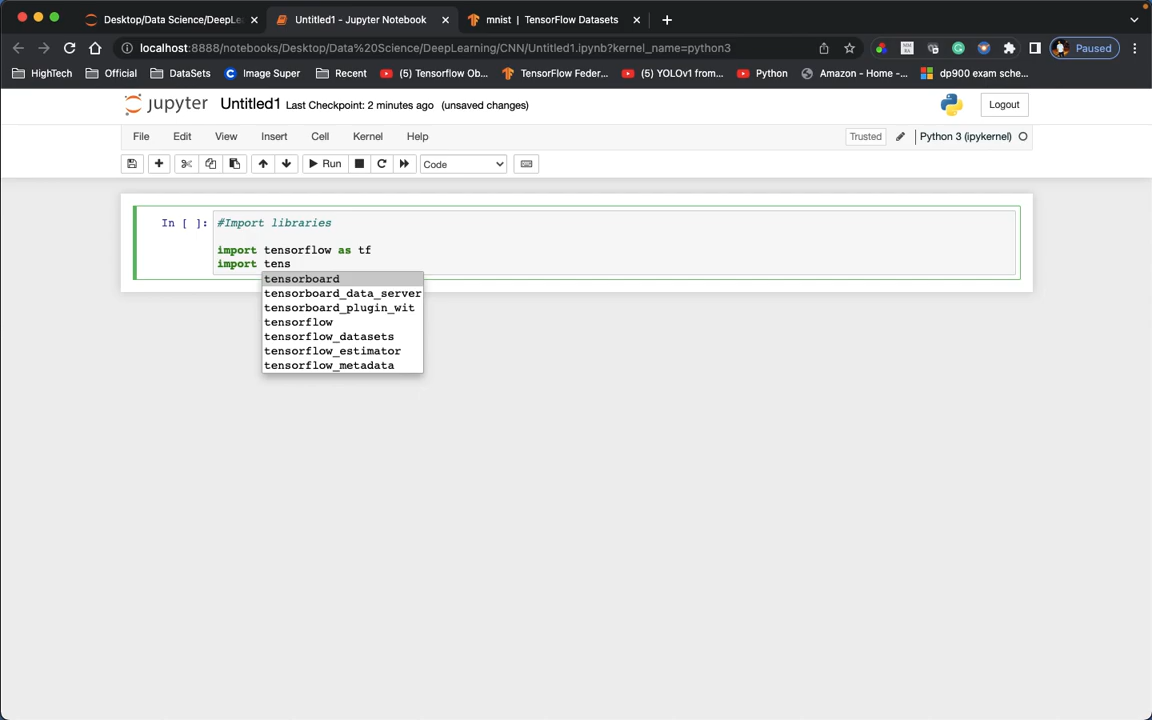 Desktop/Data Science/DeepLe
Untitled1 - Jupyter Notebook
mnist | TensorFlow Datasets
localhost:8888/notebooks/Desktop/Data%20Science/DeepLearning/CNN/Untitled1.ipynb?kernel_name=python3
Paused
HighTech
Official
DataSets
Image Super
Recent
(5) Tensorflow Ob...
TensorFlow Feder...
(5) YOLOv1 from...
Python
Amazon - Home -...
dp900 exam sche...
jupyter Untitled1 Last Checkpoint: 2 minutes ago (unsaved changes)
Logout
File Edit View Insert Cell Kernel Help
Trusted
Python 3 (ipykernel)
Run
Code
In [ ]: #Import libraries
import tensorflow as tf
import tens
tensorboard
tensorboard_data_server
tensorboard_plugin_wit
tensorflow
tensorflow_datasets
tensorflow_estimator
tensorflow_metadata